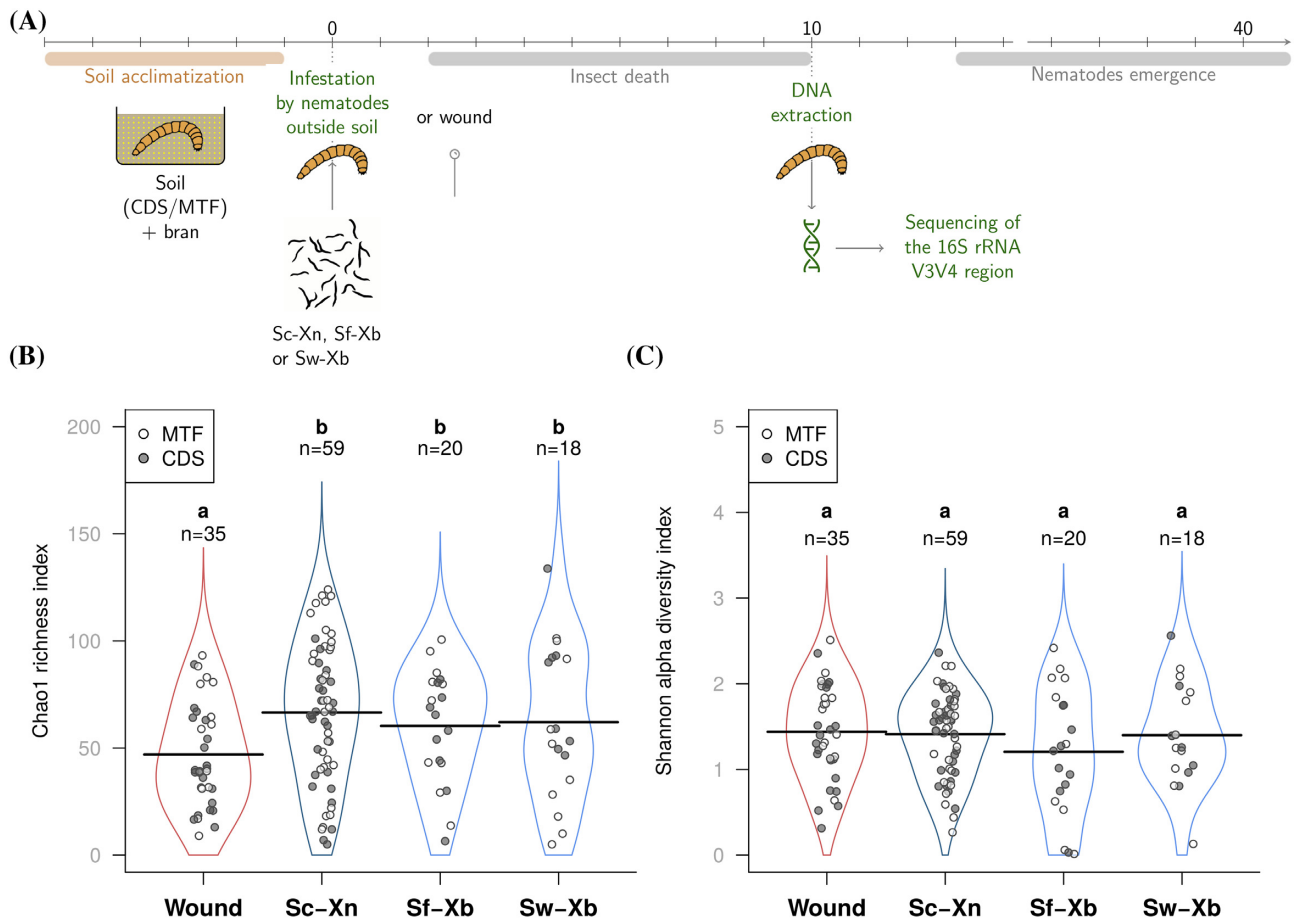 (A)
0
10
40
Soil acclimatization
Insect death
Nematodes emergence
Infestation
by nematodes
outside soil
or wound
DNA
extraction
Soil
(CDS/MTF)
+ bran
Sequencing of
the 16S rRNA
V3V4 region
Sc-Xn, Sf-Xb
or Sw-Xb
(B)
Chao1 richness index
200
150
100
50
0
MTF
CDS
a
n=35
b
n=59
b
n=20
b
n=18
Wound
Sc−Xn
Sf−Xb
Sw−Xb
(C)
Shannon alpha diversity index
5
4
3
2
1
0
MTF
CDS
a
n=35
a
n=59
a
n=20
a
n=18
Wound
Sc−Xn
Sf−Xb
Sw−Xb